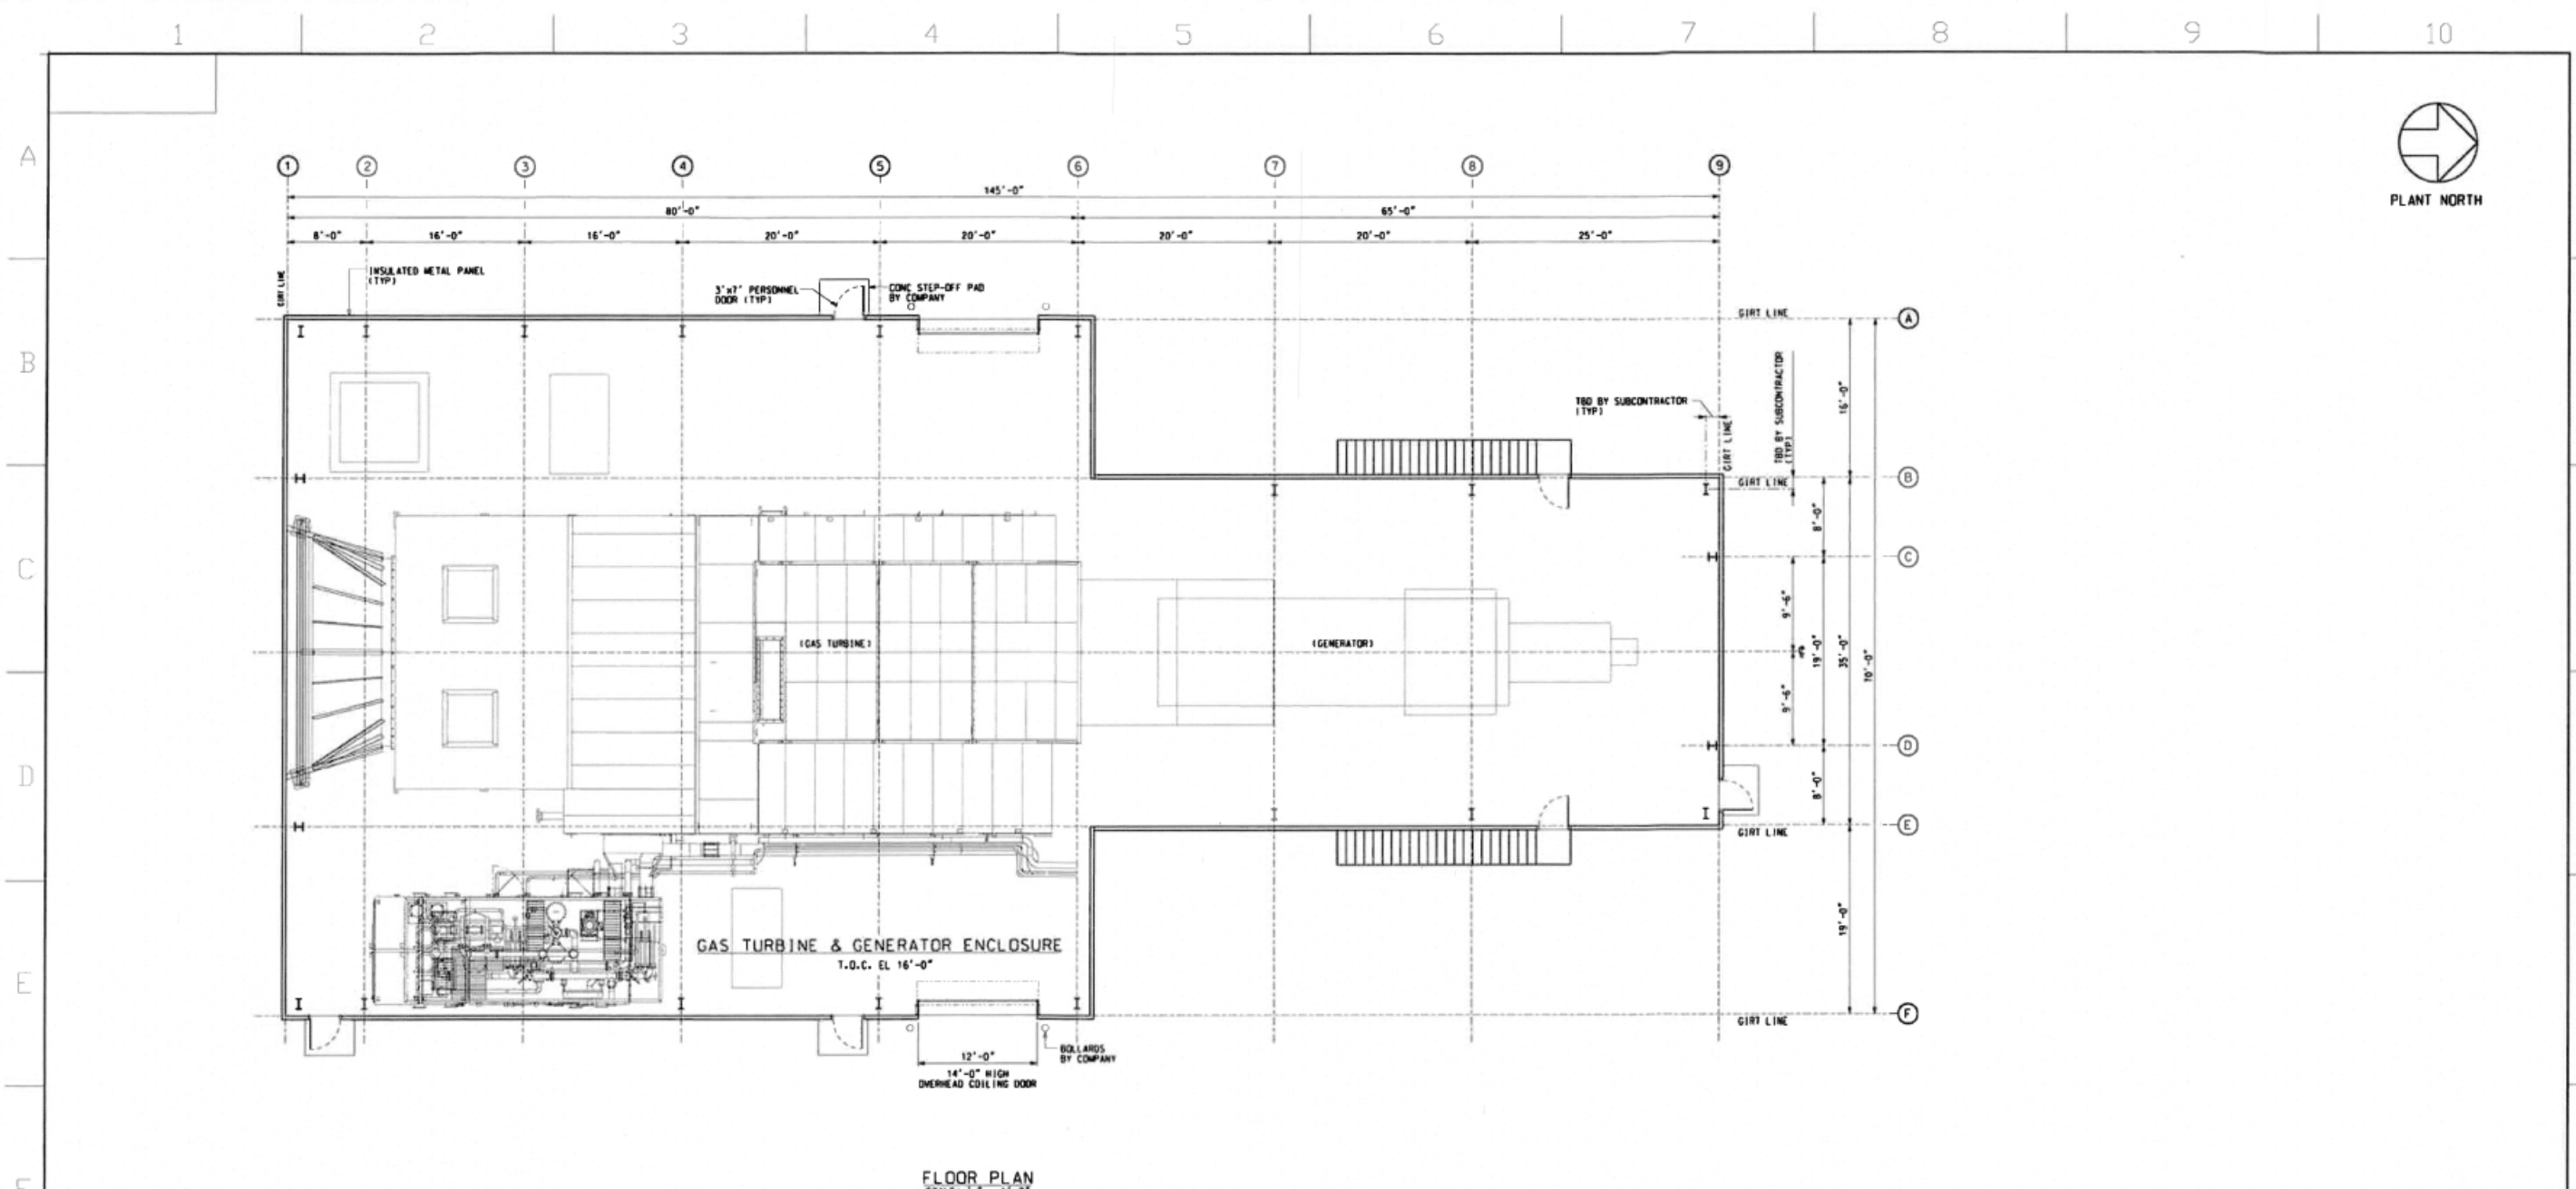 1 2 3 4 5 6 7 8 9 10
A
B
C
D
E
PLANT NORTH
1 2 3 4 5 6 7 8 9
145'-0"
80'-0" 65'-0"
8'-0" 16'-0" 16'-0" 20'-0" 20'-0" 20'-0" 20'-0" 25'-0"
GIRT LINE
INSULATED METAL PANEL
(TYP)
3'x7' PERSONNEL
DOOR (TYP)
CONC STEP-OFF PAD
BY COMPANY
GIRT LINE
A
TBD BY SUBCONTRACTOR
(TYP)
GIRT LINE
TBD BY SUBCONTRACTOR
(TYP)
16'-0"
B
GIRT LINE
8'-0"
C
9'-6"
19'-0"
35'-0"
70'-0"
9'-6"
(GAS TURBINE)
(GENERATOR)
D
8'-0"
E
GIRT LINE
19'-0"
GAS TURBINE & GENERATOR ENCLOSURE
T.O.C. EL 16'-0"
F
GIRT LINE
12'-0"
14'-0" HIGH
OVERHEAD COILING DOOR
BOLLARDS
BY COMPANY
FLOOR PLAN